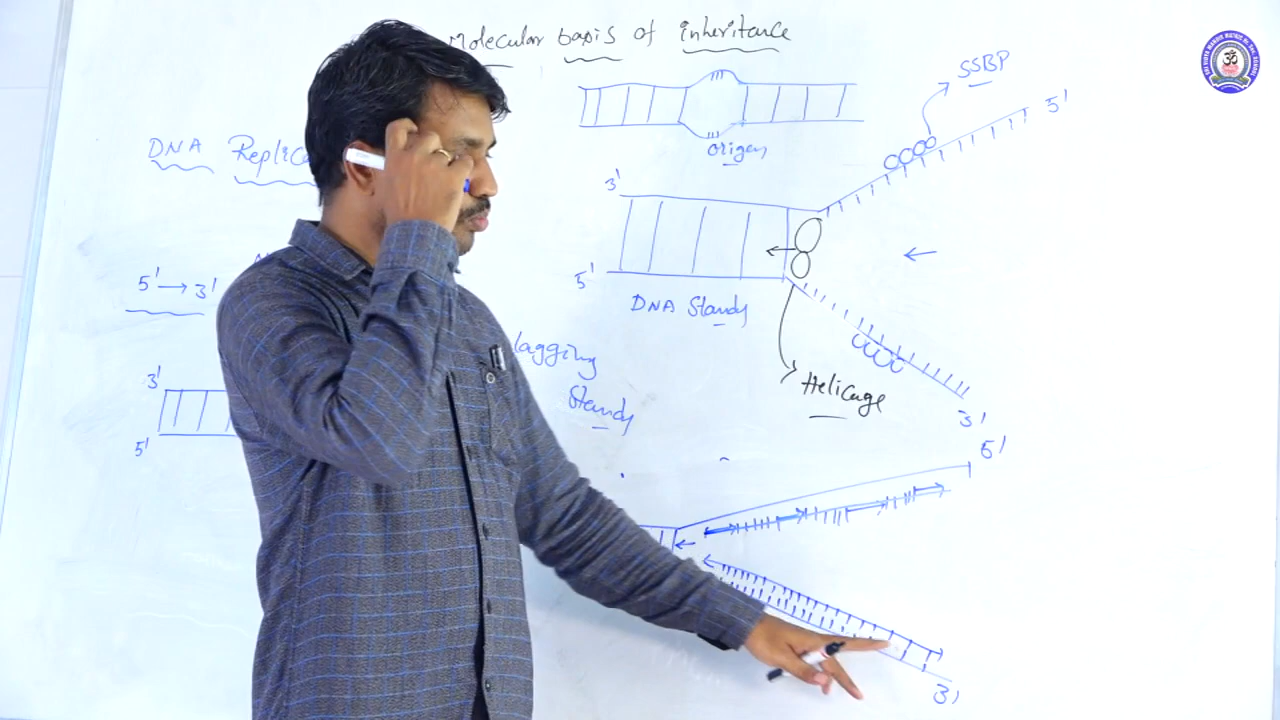 Molecular basis of inheritance
SSBP
5'
DNA Replica
origen
3'
5' → 3'
5'
DNA Standy
lagging
Standy
Helicage
3'
3'
5'
5'
3'